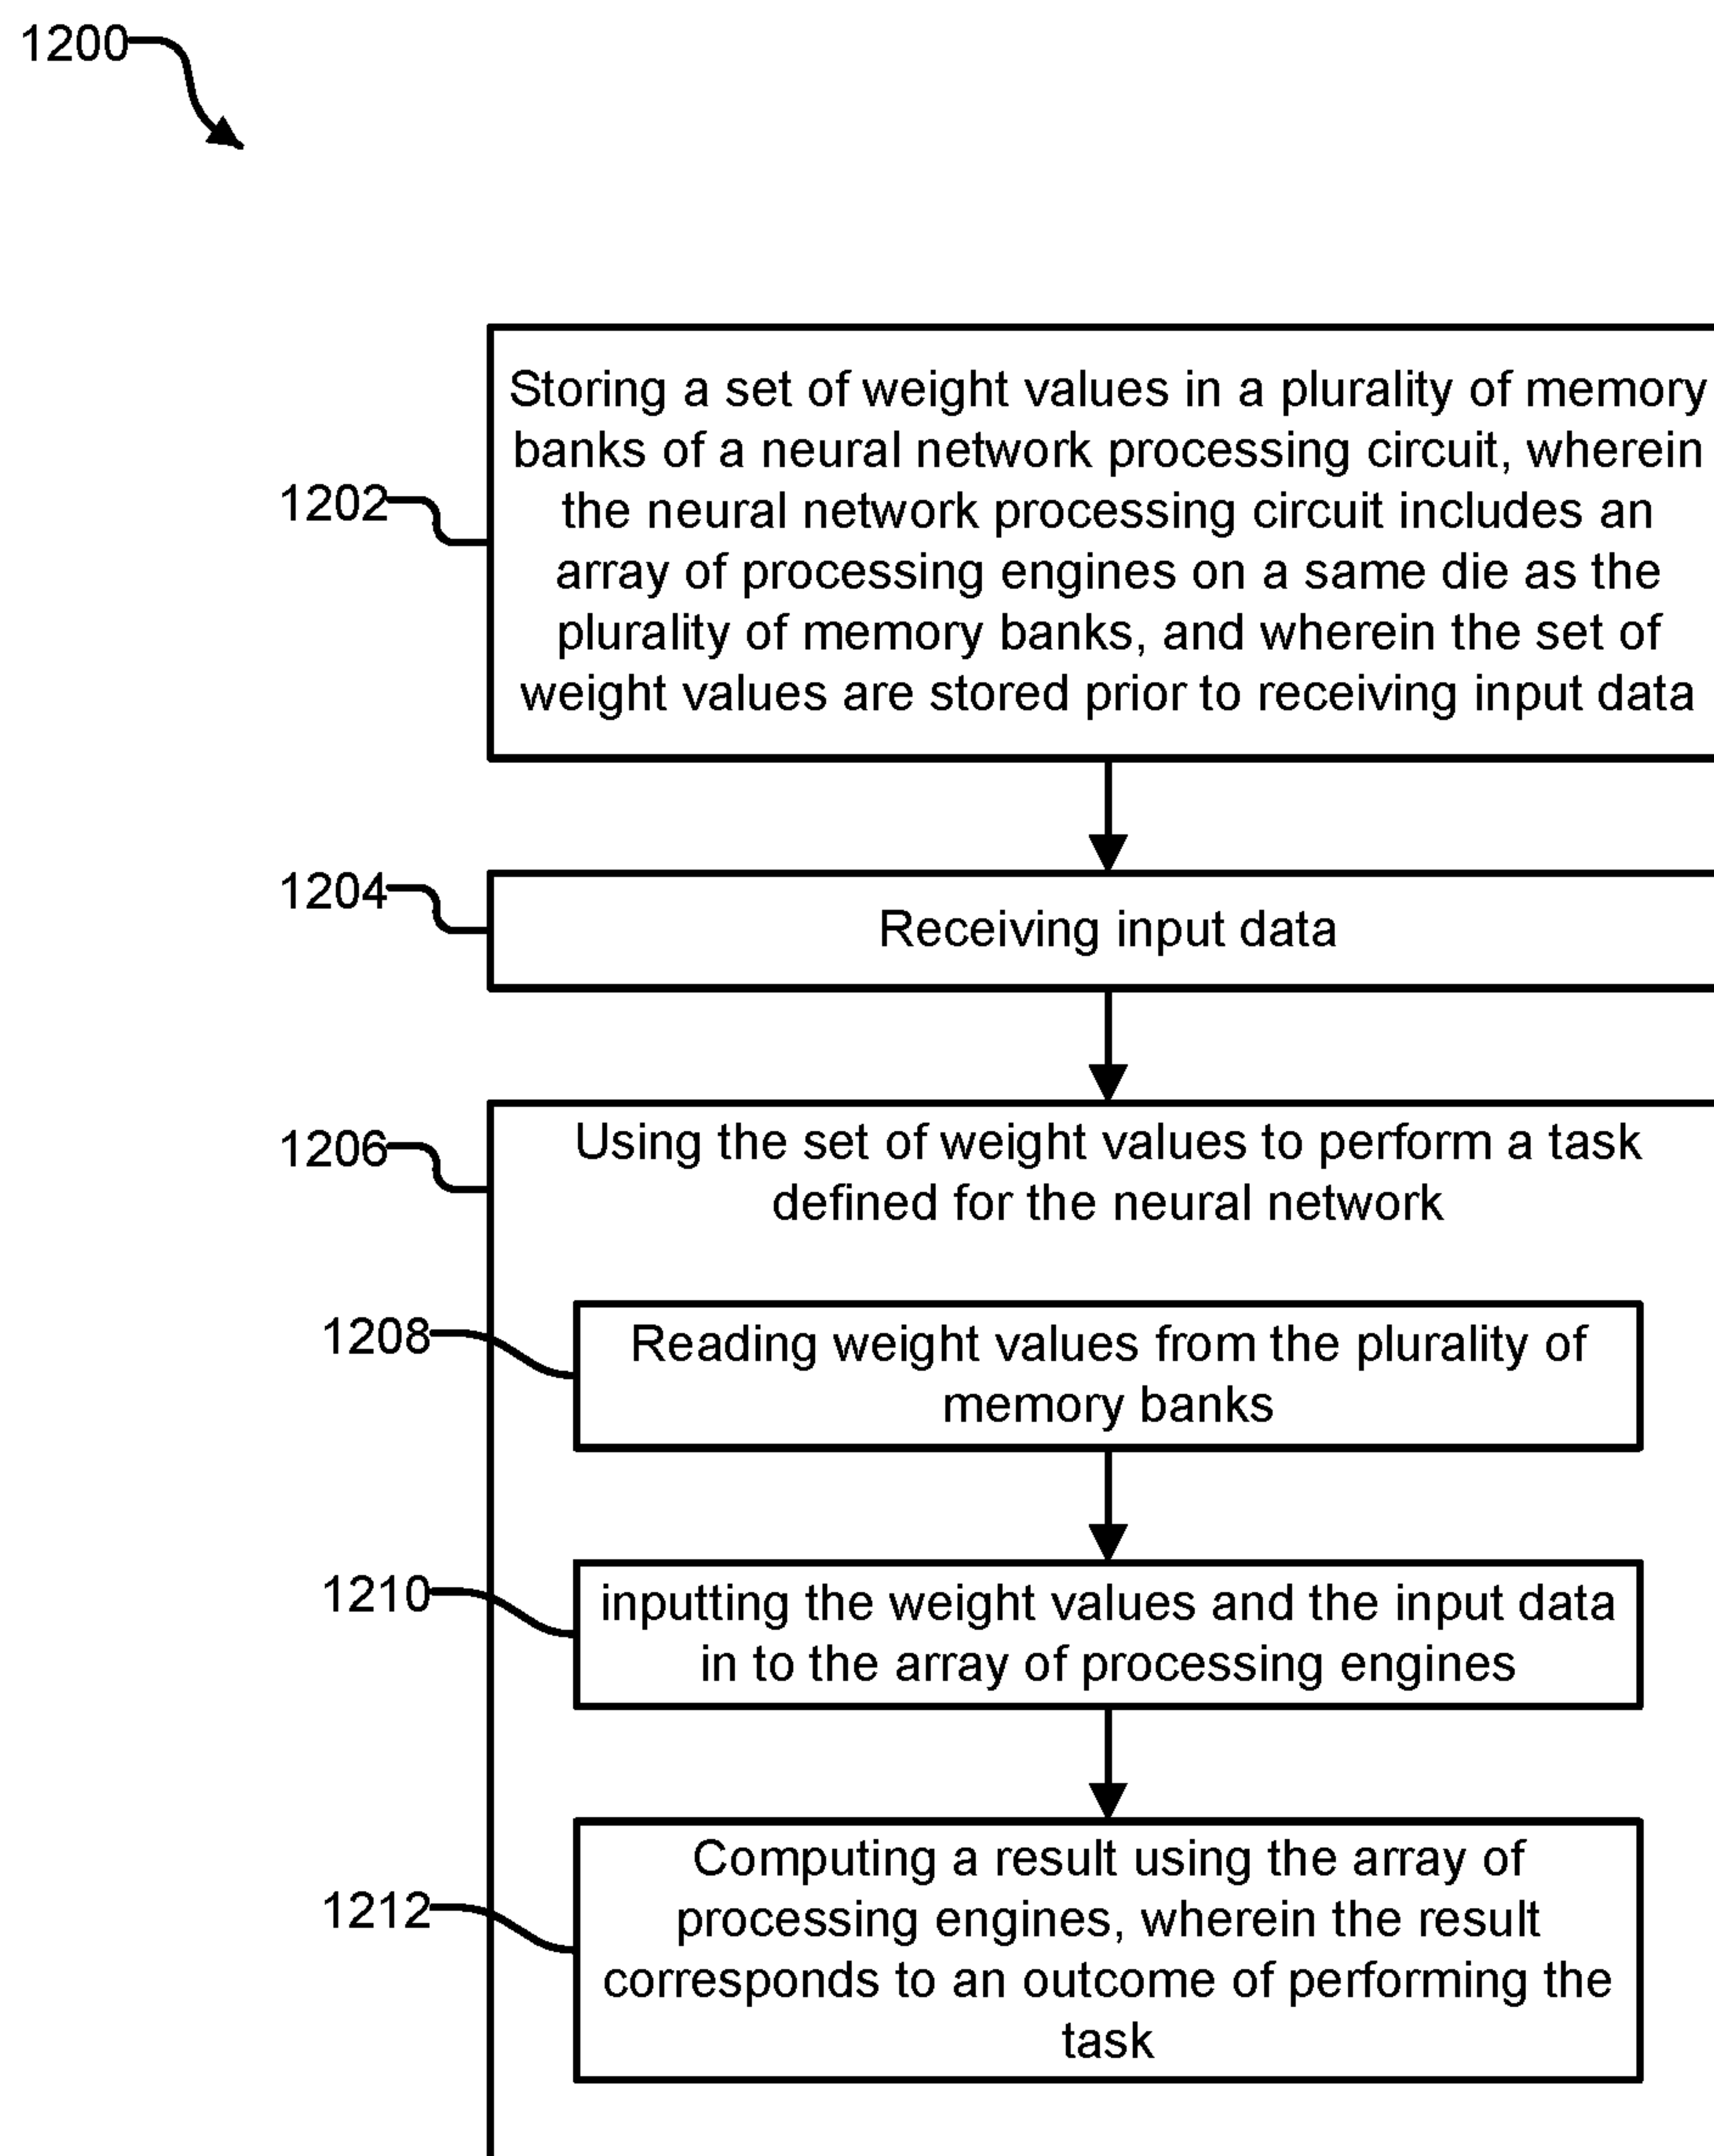 1200
Storing a set of weight values in a plurality of memory
banks of a neural network processing circuit, wherein
the neural network processing circuit includes an
array of processing engines on a same die as the
plurality of memory banks, and wherein the set of
weight values are stored prior to receiving input data
1202
1204
Receiving input data
1206
Using the set of weight values to perform a task
defined for the neural network
1208
Reading weight values from the plurality of
memory banks
1210
inputting the weight values and the input data
in to the array of processing engines
1212
Computing a result using the array of
processing engines, wherein the result
corresponds to an outcome of performing the
task